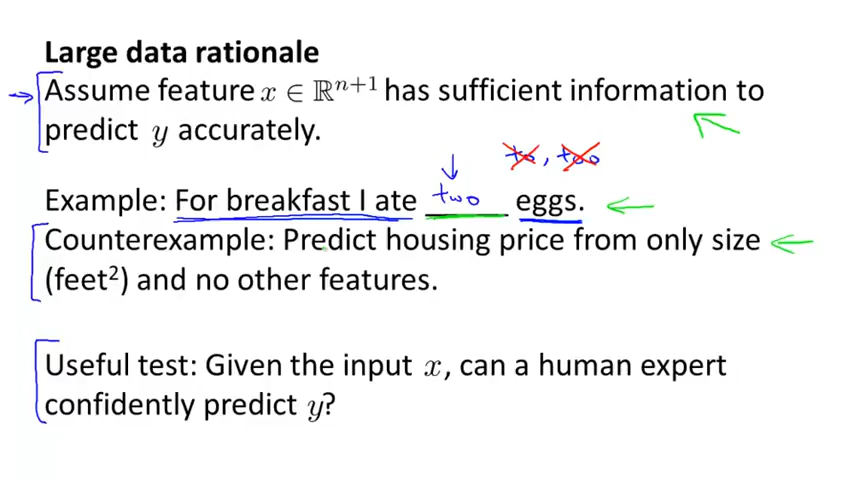 Large data rationale
Assume feature x ∈ ℝⁿ⁺¹ has sufficient information to
predict y accurately.
to, too
two
Example: For breakfast I ate ______ eggs.
Counterexample: Predict housing price from only size
(feet²) and no other features.
Useful test: Given the input x, can a human expert
confidently predict y?